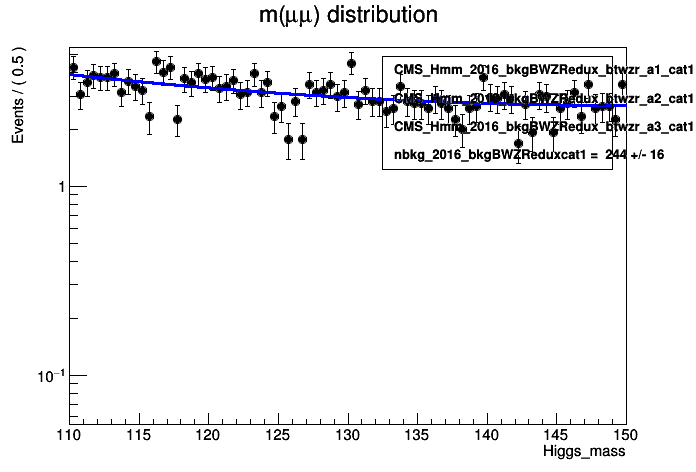 m(μμ) distribution
Events / ( 0.5 )
CMS_Hmm_2016_bkgBWZRedux_btwzr_a1_cat1
CMS_Hmm_2016_bkgBWZRedux_btwzr_a2_cat1
CMS_Hmm_2016_bkgBWZRedux_btwzr_a3_cat1
nbkg_2016_bkgBWZReduxcat1 = 244 +/- 16
1
10⁻¹
110 115 120 125 130 135 140 145 150
Higgs_mass